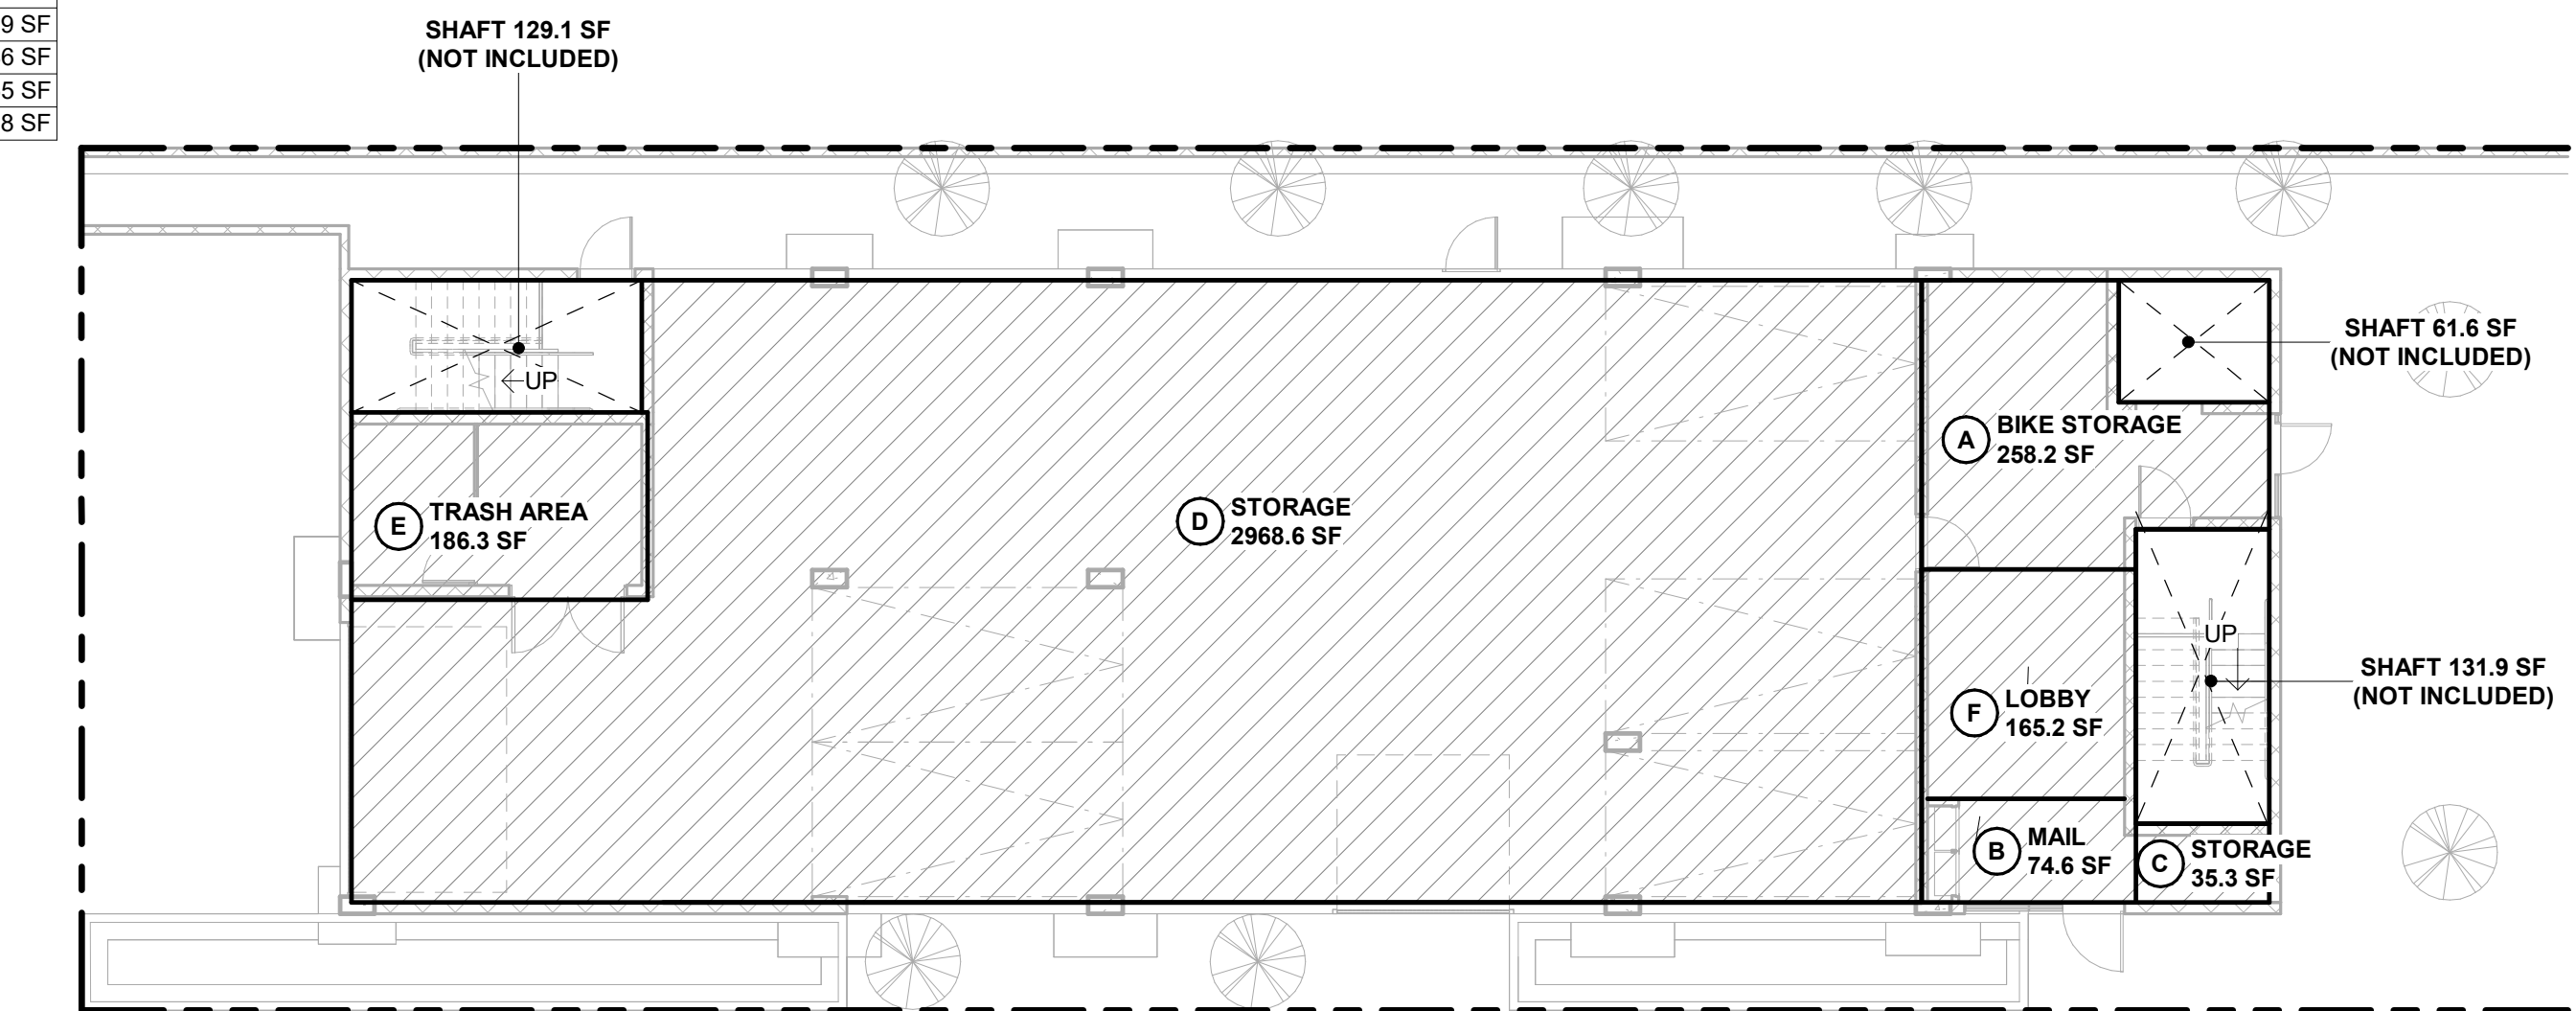 9 SF
6 SF
5 SF
8 SF
SHAFT 129.1 SF
(NOT INCLUDED)
UP
SHAFT 61.6 SF
(NOT INCLUDED)
A
BIKE STORAGE
258.2 SF
E
TRASH AREA
186.3 SF
D
STORAGE
2968.6 SF
UP
SHAFT 131.9 SF
(NOT INCLUDED)
F
LOBBY
165.2 SF
B
MAIL
74.6 SF
C
STORAGE
35.3 SF